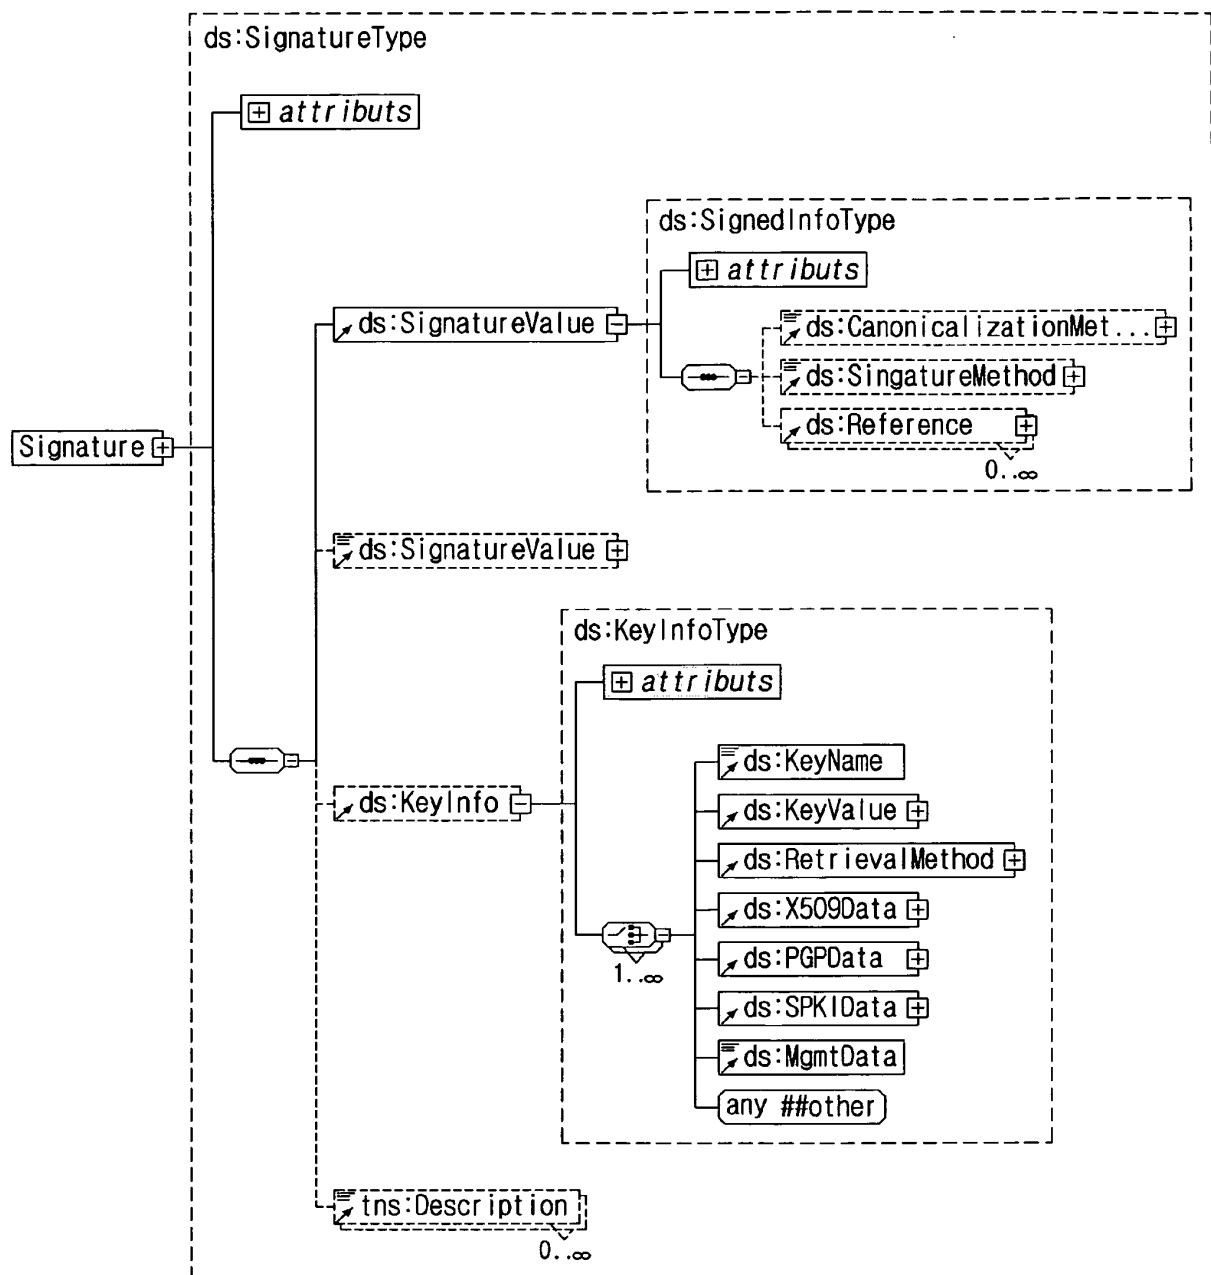 ds:SignatureType
attributs
ds:SignedInfoType
attributs
ds:SignatureValue
ds:CanonicalizationMet...
ds:SingatureMethod
ds:Reference
0..∞
Signature
ds:SignatureValue
ds:KeyInfoType
attributs
ds:KeyName
ds:KeyInfo
ds:KeyValue
ds:RetrievalMethod
ds:X509Data
1..∞
ds:PGPData
ds:SPKIData
ds:MgmtData
any ##other
tns:Description
0..∞